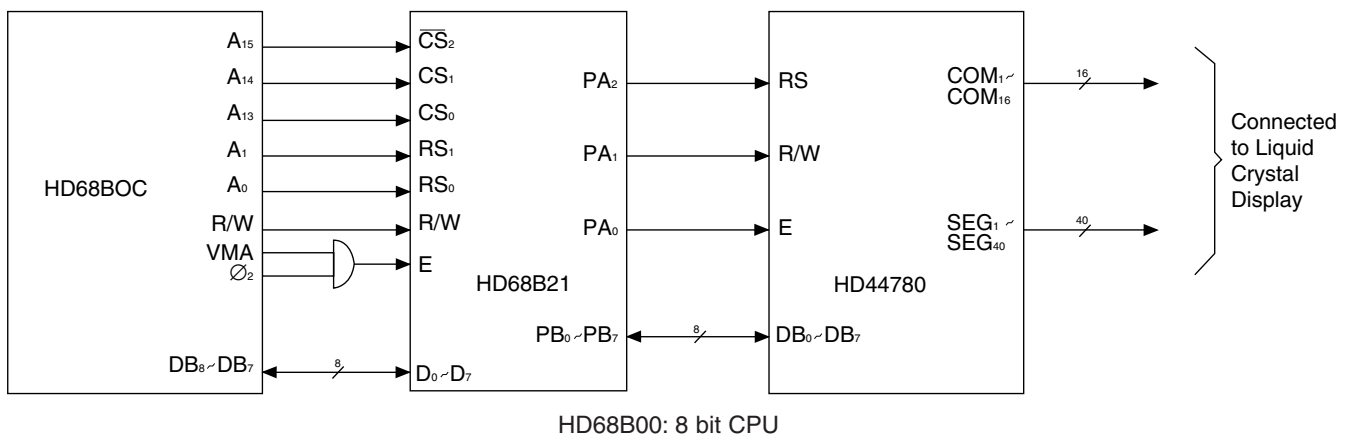 HD68BOC
A15
A14
A13
A1
A0
R/W
VMA
Ø2
DB8~DB7
8
CS2
CS1
CS0
RS1
RS0
R/W
E
D0~D7
HD68B21
PA2
PA1
PA0
PB0~PB7
8
RS
R/W
E
DB0~DB7
HD44780
COM1~
COM16
16
SEG1 ~
SEG40
40
Connected
to Liquid
Crystal
Display
HD68B00: 8 bit CPU